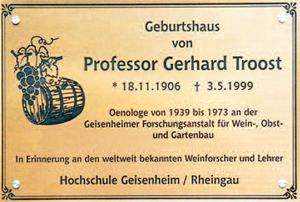 Geburtshaus
von
Professor Gerhard Troost
* 18.11.1906 † 3.5.1999
Oenologe von 1939 bis 1973 an der
Geisenheimer Forschungsanstalt für Wein-, Obst-
und Gartenbau
In Erinnerung an den weltweit bekannten Weinforscher und Lehrer
Hochschule Geisenheim / Rheingau